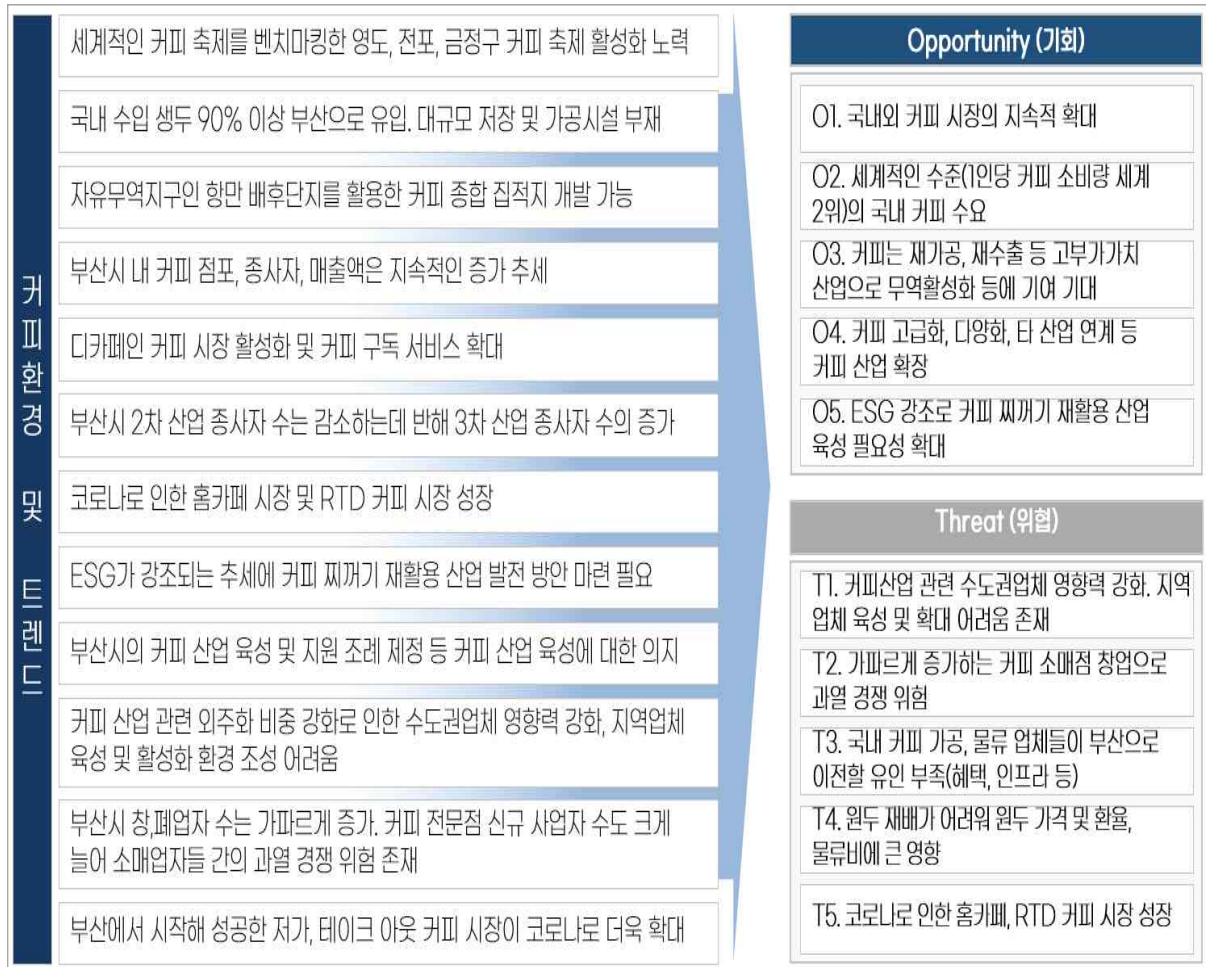 커피환경 및 트렌드
세계적인 커피 축제를 벤치마킹한 영도, 전포, 금정구 커피 축제 활성화 노력
국내 수입 생두 90% 이상 부산으로 유입. 대규모 저장 및 가공시설 부재
자유무역지구인 항만 배후단지를 활용한 커피 종합 집적지 개발 가능
부산시 내 커피 점포, 종사자, 매출액은 지속적인 증가 추세
디카페인 커피 시장 활성화 및 커피 구독 서비스 확대
부산시 2차 산업 종사자 수는 감소하는데 반해 3차 산업 종사자 수의 증가
코로나로 인한 홈카페 시장 및 RTD 커피 시장 성장
ESG가 강조되는 추세에 커피 찌꺼기 재활용 산업 발전 방안 마련 필요
부산시의 커피 산업 육성 및 지원 조례 제정 등 커피 산업 육성에 대한 의지
커피 산업 관련 외주화 비중 강화로 인한 수도권업체 영향력 강화, 지역업체
육성 및 활성화 환경 조성 어려움
부산시 창,폐업자 수는 가파르게 증가. 커피 전문점 신규 사업자 수도 크게
늘어 소매업자들 간의 과열 경쟁 위험 존재
부산에서 시작해 성공한 저가, 테이크 아웃 커피 시장이 코로나로 더욱 확대
Opportunity (기회)
O1. 국내외 커피 시장의 지속적 확대
O2. 세계적인 수준(1인당 커피 소비량 세계
2위)의 국내 커피 수요
O3. 커피는 재가공, 재수출 등 고부가가치
산업으로 무역활성화 등에 기여 기대
O4. 커피 고급화, 다양화, 타 산업 연계 등
커피 산업 확장
O5. ESG 강조로 커피 찌꺼기 재활용 산업
육성 필요성 확대
Threat (위협)
T1. 커피산업 관련 수도권업체 영향력 강화. 지역
업체 육성 및 확대 어려움 존재
T2. 가파르게 증가하는 커피 소매점 창업으로
과열 경쟁 위험
T3. 국내 커피 가공, 물류 업체들이 부산으로
이전할 유인 부족(혜택, 인프라 등)
T4. 원두 재배가 어려워 원두 가격 및 환율,
물류비에 큰 영향
T5. 코로나로 인한 홈카페, RTD 커피 시장 성장